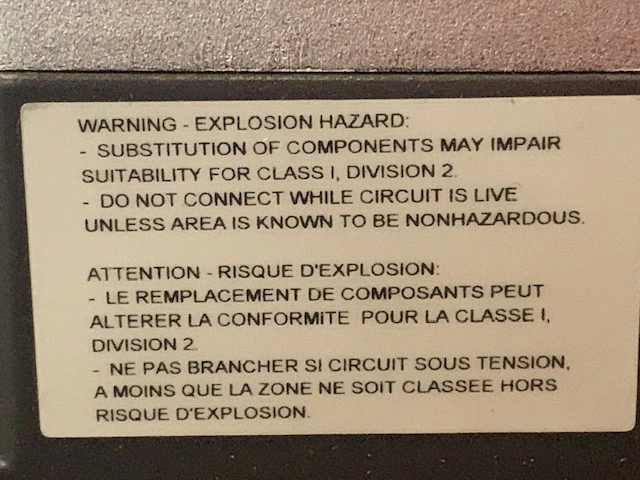 WARNING - EXPLOSION HAZARD:
- SUBSTITUTION OF COMPONENTS MAY IMPAIR
SUITABILITY FOR CLASS I, DIVISION 2.
- DO NOT CONNECT WHILE CIRCUIT IS LIVE
UNLESS AREA IS KNOWN TO BE NONHAZARDOUS.
ATTENTION - RISQUE D'EXPLOSION:
- LE REMPLACEMENT DE COMPOSANTS PEUT
ALTERER LA CONFORMITE POUR LA CLASSE I,
DIVISION 2.
- NE PAS BRANCHER SI CIRCUIT SOUS TENSION,
A MOINS QUE LA ZONE NE SOIT CLASSEE HORS
RISQUE D'EXPLOSION.